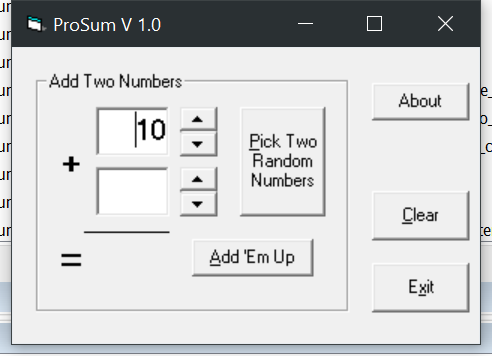 ProSum V 1.0
Add Two Numbers
10
+
=
Pick Two
Random
Numbers
Add 'Em Up
About
Clear
Exit